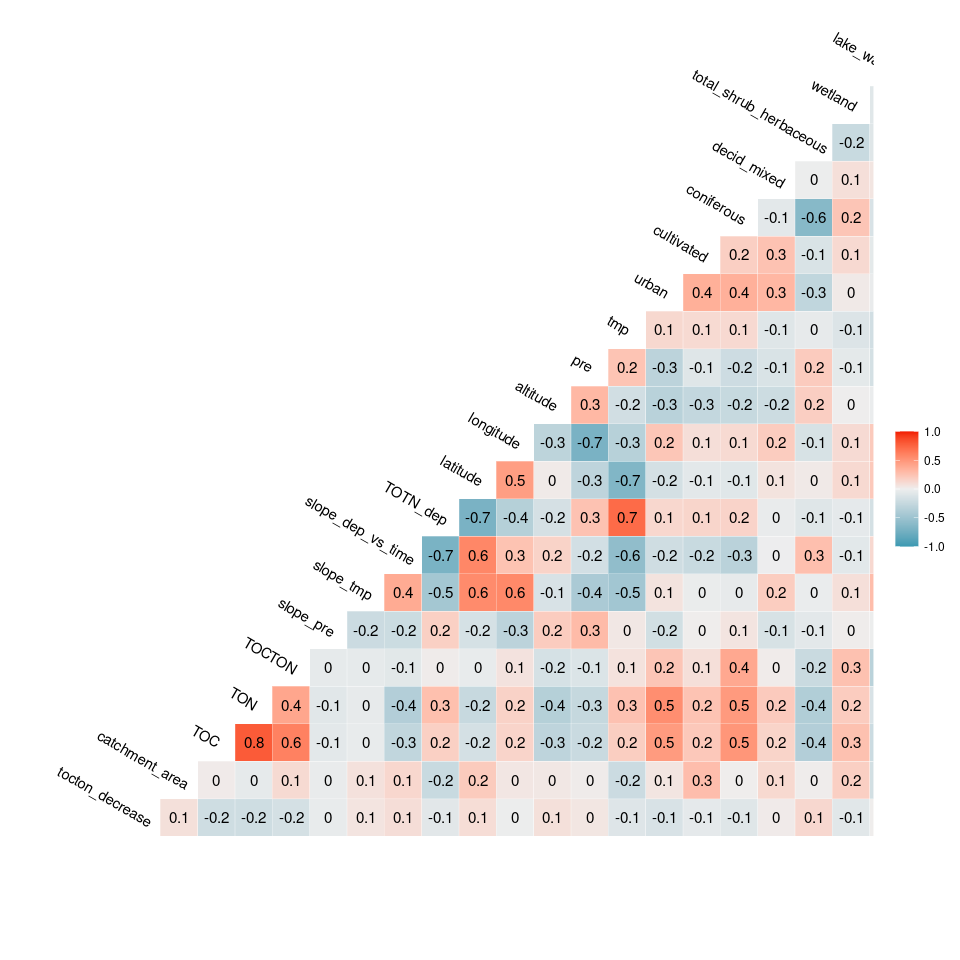 wetland
total_shrub_herbaceous -0.2
decid_mixed 0 0.1
coniferous -0.1 -0.6 0.2
cultivated 0.2 0.3 -0.1 0.1
urban 0.4 0.4 0.3 -0.3 0
tmp 0.1 0.1 0.1 -0.1 0 -0.1
pre 0.2 -0.3 -0.1 -0.2 -0.1 0.2 -0.1
altitude 0.3 -0.2 -0.3 -0.3 -0.2 -0.2 0.2 0
longitude -0.3 -0.7 -0.3 0.2 0.1 0.1 0.2 -0.1 0.1
latitude 0.5 0 -0.3 -0.7 -0.2 -0.1 -0.1 0.1 0 0.1
TOTN_dep -0.7 -0.4 -0.2 0.3 0.7 0.1 0.1 0.2 0 -0.1 -0.1
slope_dep_vs_time -0.7 0.6 0.3 0.2 -0.2 -0.6 -0.2 -0.2 -0.3 0 0.3 -0.1
slope_tmp 0.4 -0.5 0.6 0.6 -0.1 -0.4 -0.5 0.1 0 0 0.2 0 0.1
slope_pre -0.2 -0.2 0.2 -0.2 -0.3 0.2 0.3 0 -0.2 0 0.1 -0.1 -0.1 0
TOCTON 0 0 -0.1 0 0 0.1 -0.2 -0.1 0.1 0.2 0.1 0.4 0 -0.2 0.3
TON 0.4 -0.1 0 -0.4 0.3 -0.2 0.2 -0.4 -0.3 0.3 0.5 0.2 0.5 0.2 -0.4 0.2
TOC 0.8 0.6 -0.1 0 -0.3 0.2 -0.2 0.2 -0.3 -0.2 0.2 0.5 0.2 0.5 0.2 -0.4 0.3
catchment_area 0 0 0.1 0 0.1 0.1 -0.2 0.2 0 0 0 -0.2 0.1 0.3 0 0.1 0 0.2
tocton_decrease 0.1 -0.2 -0.2 -0.2 0 0.1 0.1 -0.1 0.1 0 0.1 0 -0.1 -0.1 -0.1 -0.1 0 0.1 -0.1
1.0
0.5
0.0
-0.5
-1.0